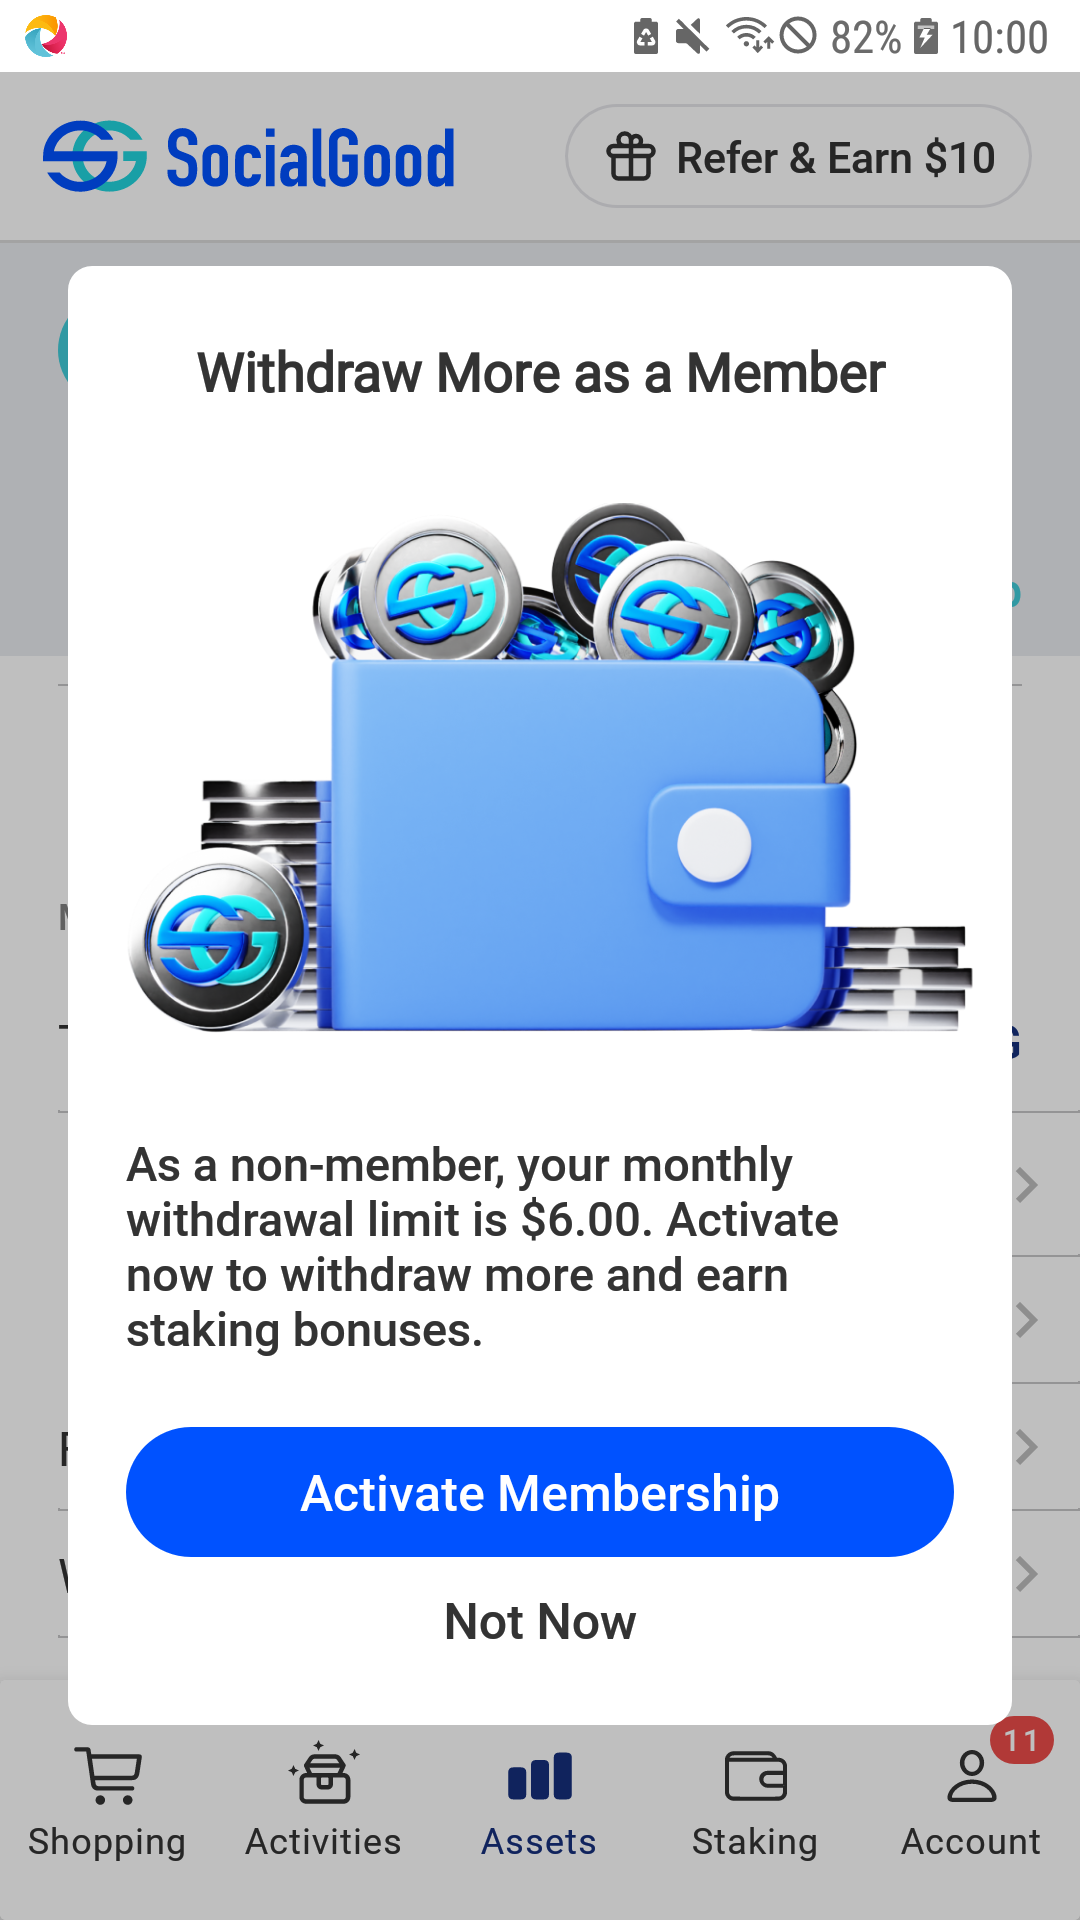 82% 10:00
SocialGood
Refer & Earn $10
Withdraw More as a Member
As a non-member, your monthly
withdrawal limit is $6.00. Activate
now to withdraw more and earn
staking bonuses.
Activate Membership
Not Now
11
Shopping Activities Assets Staking Account